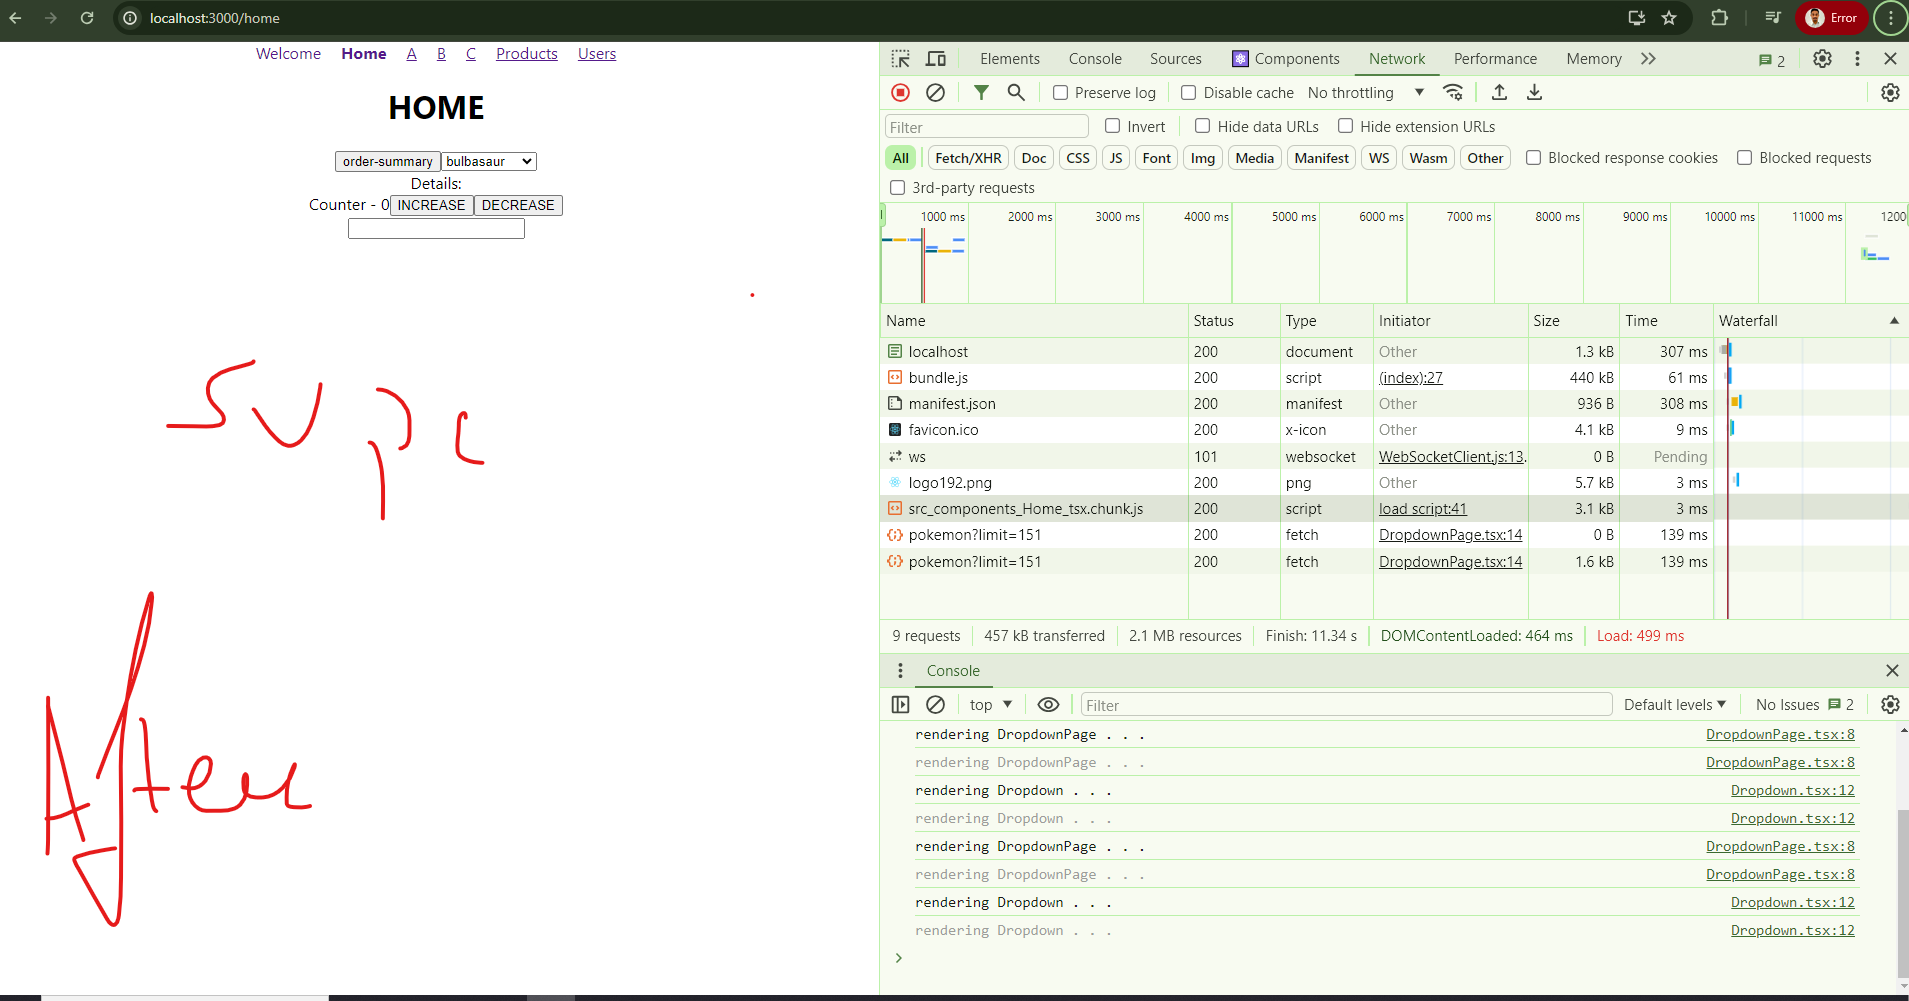 localhost:3000/home
Error
Welcome Home A B C Products Users
HOME
order-summary bulbasaur
Details:
Counter - 0 INCREASE DECREASE
After
Elements Console Sources Components Network Performance Memory 2
Preserve log Disable cache No throttling
Filter Invert Hide data URLs Hide extension URLs
All Fetch/XHR Doc CSS JS Font Img Media Manifest WS Wasm Other Blocked response cookies Blocked requests
3rd-party requests
1000 ms 2000 ms 3000 ms 4000 ms 5000 ms 6000 ms 7000 ms 8000 ms 9000 ms 10000 ms 11000 ms 1200
Name Status Type Initiator Size Time Waterfall
localhost 200 document Other 1.3 kB 307 ms
bundle.js 200 script (index):27 440 kB 61 ms
manifest.json 200 manifest Other 936 B 308 ms
favicon.ico 200 x-icon Other 4.1 kB 9 ms
ws 101 websocket WebSocketClient.js:13. 0 B Pending
logo192.png 200 png Other 5.7 kB 3 ms
src_components_Home_tsx.chunk.js 200 script load script:41 3.1 kB 3 ms
pokemon?limit=151 200 fetch DropdownPage.tsx:14 0 B 139 ms
pokemon?limit=151 200 fetch DropdownPage.tsx:14 1.6 kB 139 ms
9 requests 457 kB transferred 2.1 MB resources Finish: 11.34 s DOMContentLoaded: 464 ms Load: 499 ms
Console
top Filter Default levels No Issues 2
rendering DropdownPage . . . DropdownPage.tsx:8
rendering DropdownPage . . . DropdownPage.tsx:8
rendering Dropdown . . . Dropdown.tsx:12
rendering Dropdown . . . Dropdown.tsx:12
rendering DropdownPage . . . DropdownPage.tsx:8
rendering DropdownPage . . . DropdownPage.tsx:8
rendering Dropdown . . . Dropdown.tsx:12
rendering Dropdown . . . Dropdown.tsx:12